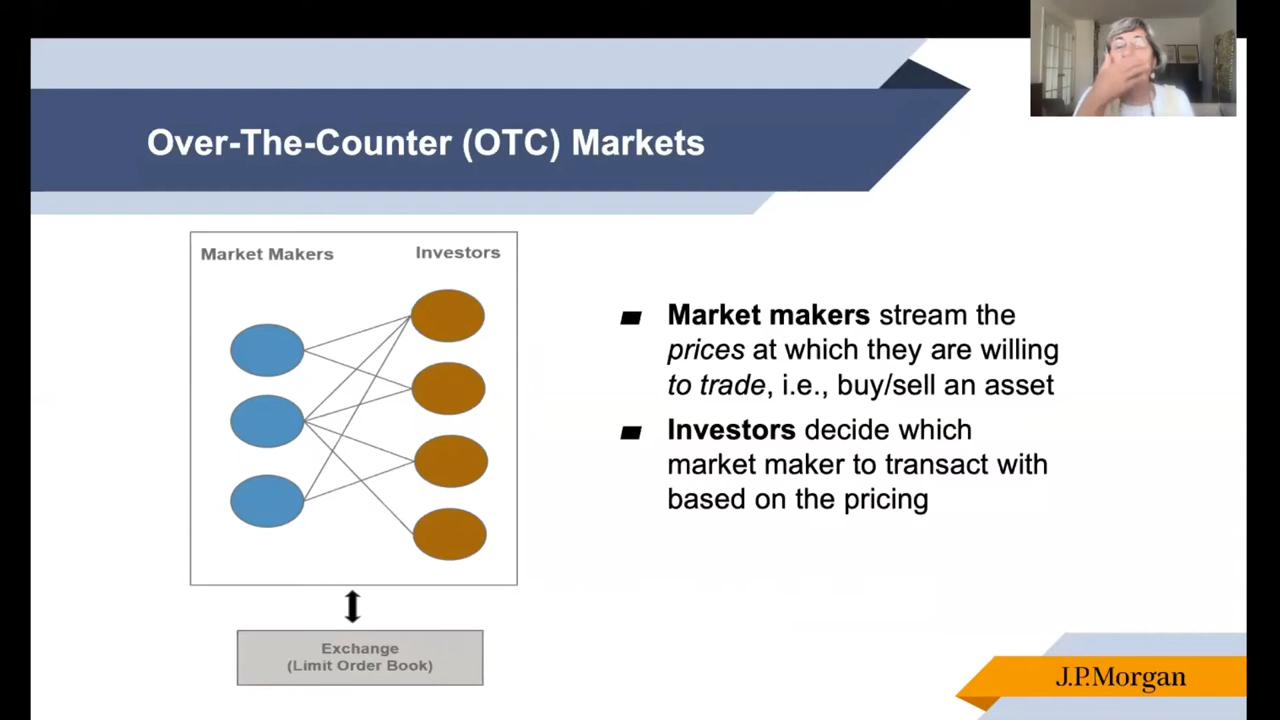 Over-The-Counter (OTC) Markets
Market Makers
Investors
Market makers stream the
prices at which they are willing
to trade, i.e., buy/sell an asset
Investors decide which
market maker to transact with
based on the pricing
Exchange
(Limit Order Book)
J.P.Morgan